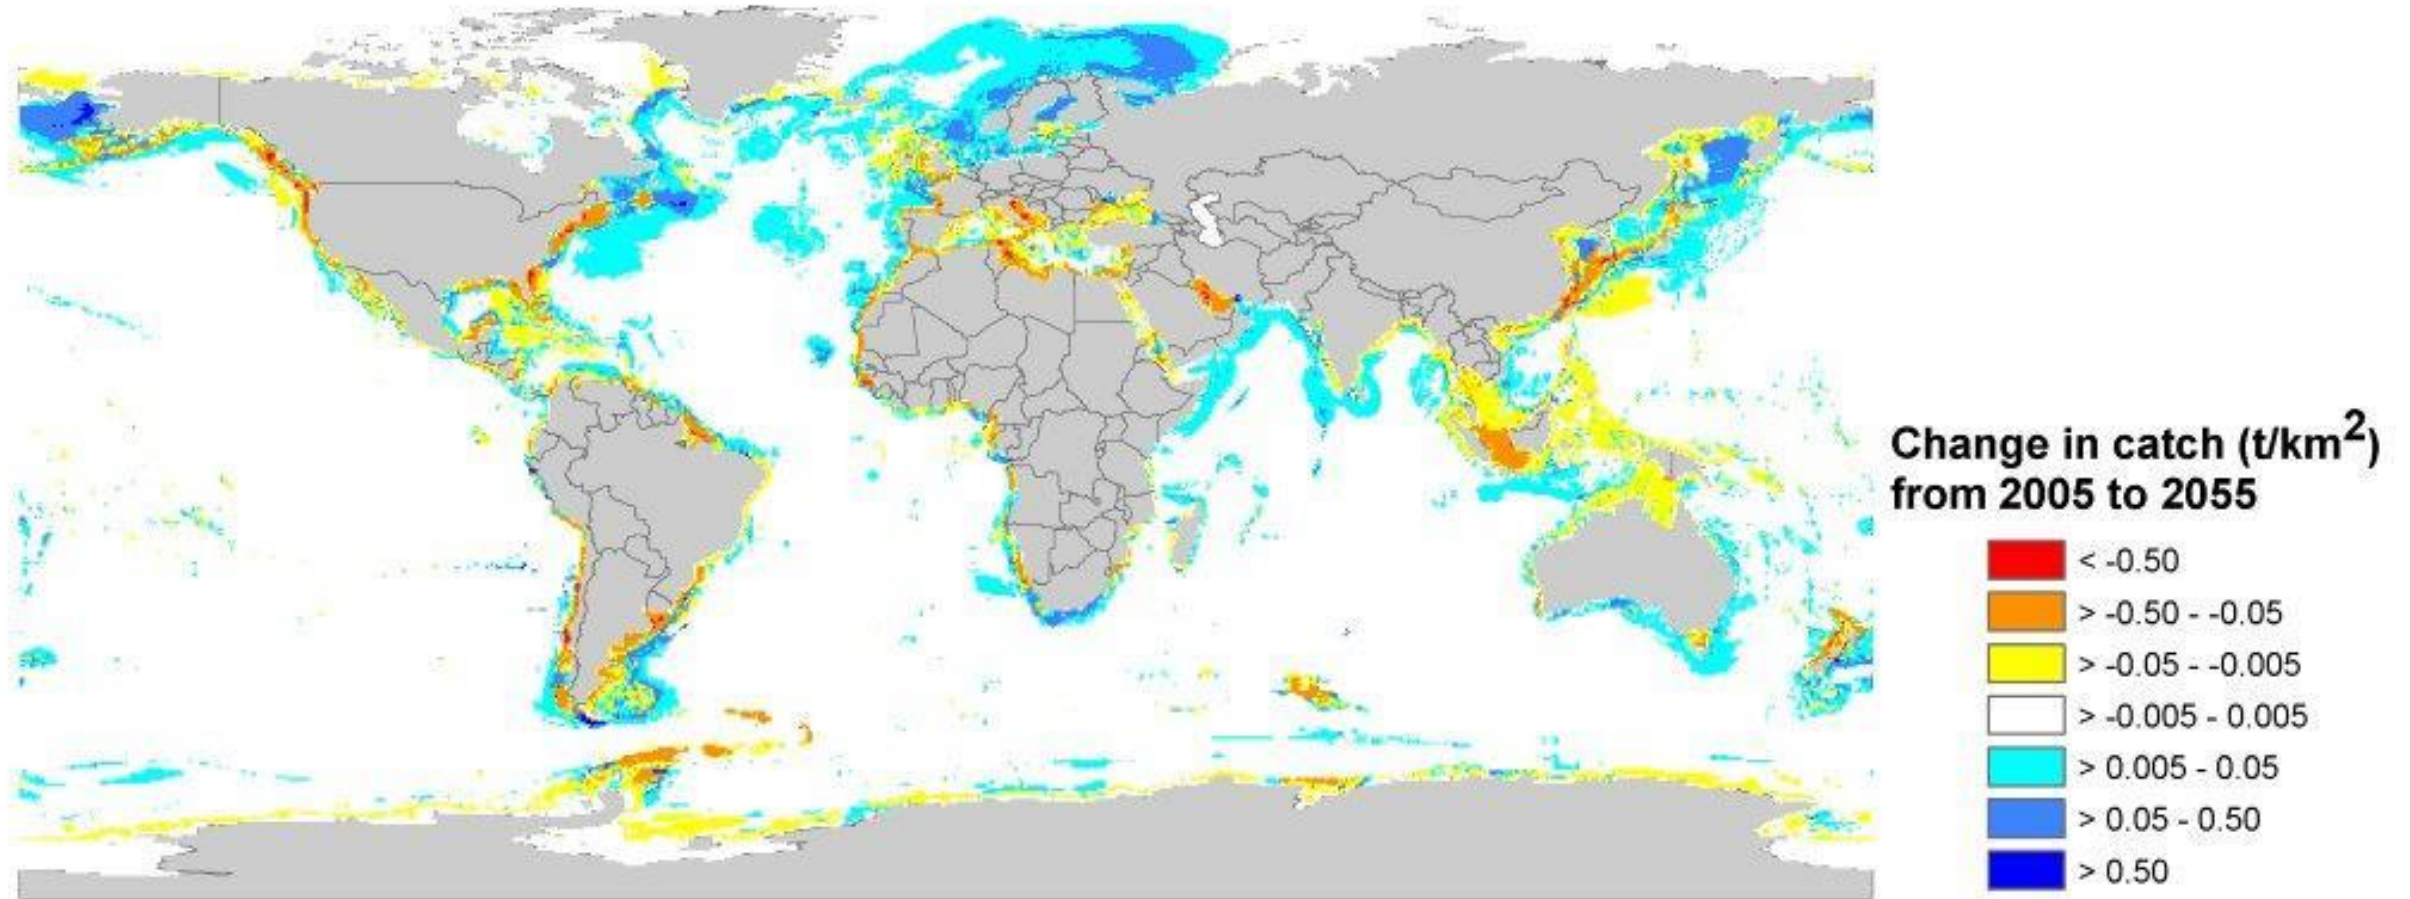 Change in catch (t/km²)
from 2005 to 2055
< -0.50
> -0.50 - -0.05
> -0.05 - -0.005
> -0.005 - 0.005
> 0.005 - 0.05
> 0.05 - 0.50
> 0.50